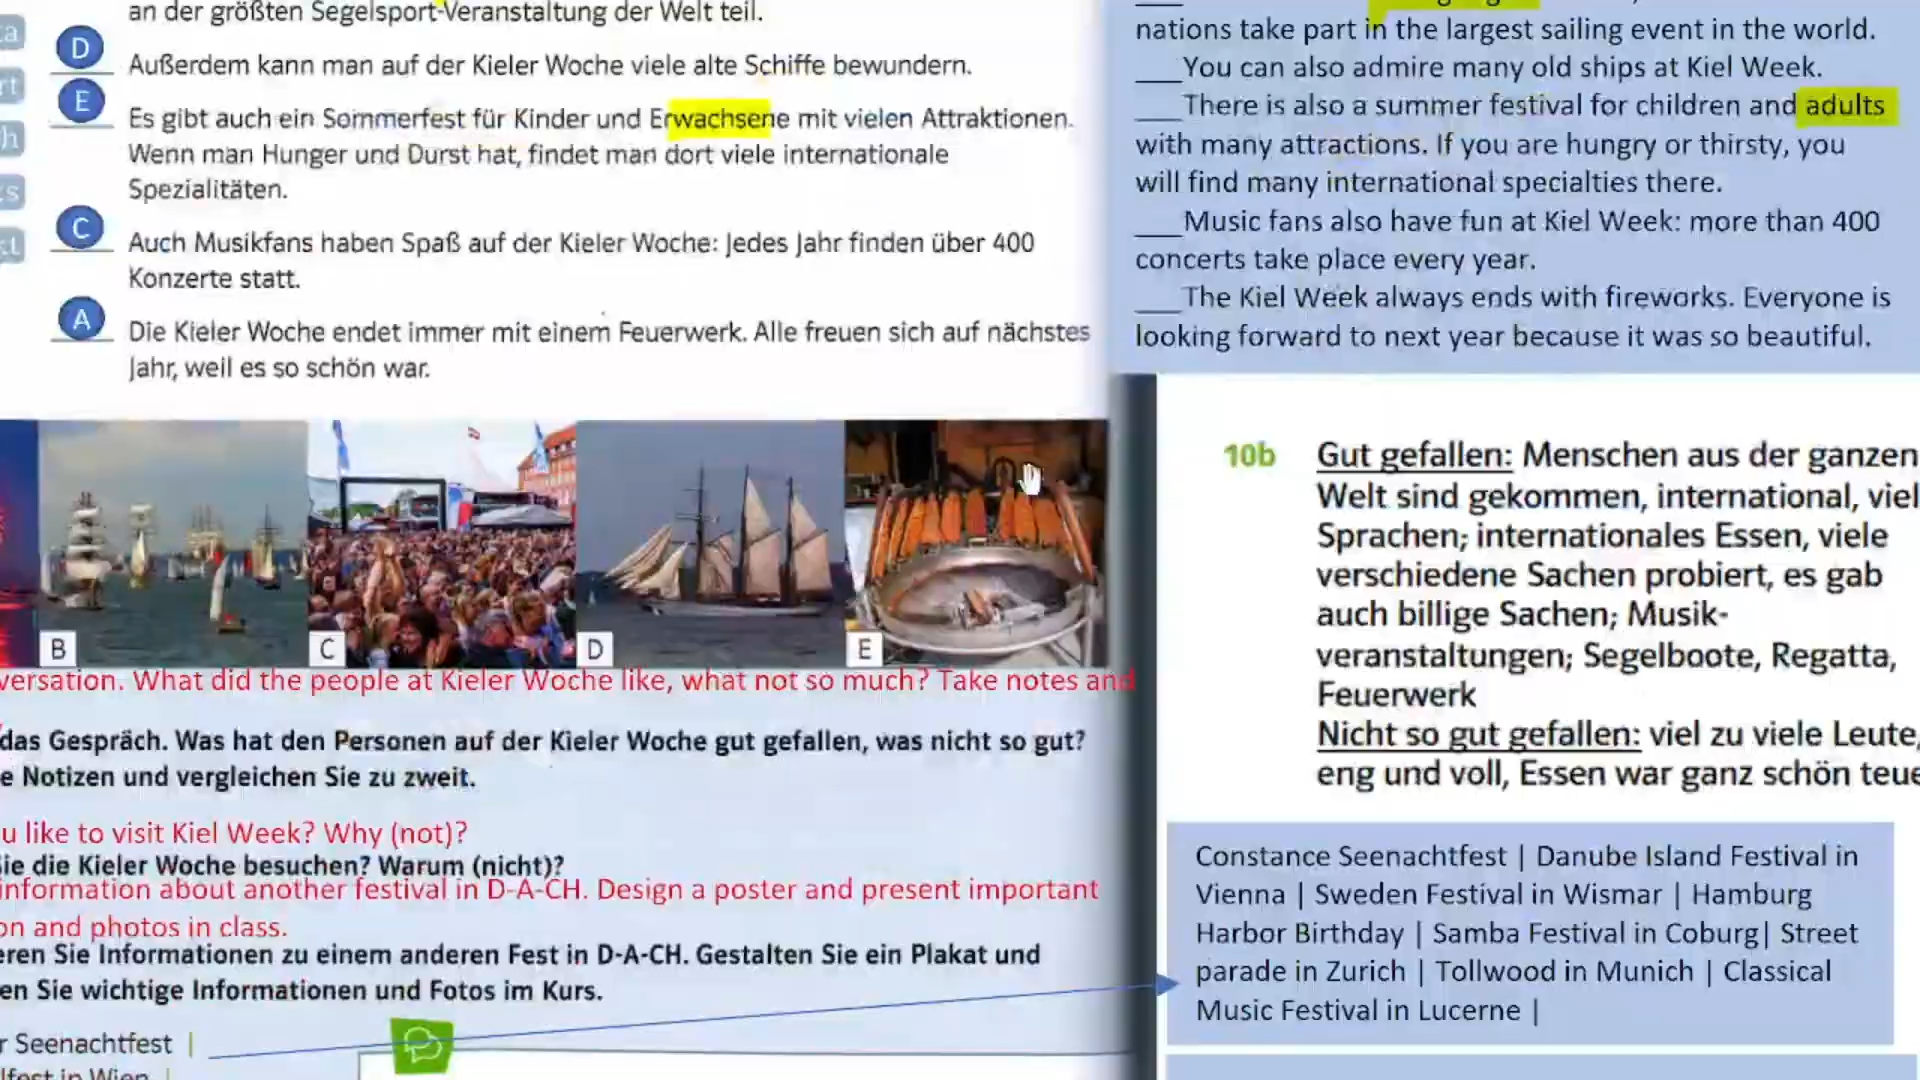 an der größten Segelsport-Veranstaltung der Welt teil.
D
Außerdem kann man auf der Kieler Woche viele alte Schiffe bewundern.
E
Es gibt auch ein Sommerfest für Kinder und Erwachsene mit vielen Attraktionen.
Wenn man Hunger und Durst hat, findet man dort viele internationale
Spezialitäten.
C
Auch Musikfans haben Spaß auf der Kieler Woche: Jedes Jahr finden über 400
Konzerte statt.
A
Die Kieler Woche endet immer mit einem Feuerwerk. Alle freuen sich auf nächstes
Jahr, weil es so schön war.
B
C
D
E
What did the people at Kieler Woche like, what not so much? Take notes and
das Gespräch. Was hat den Personen auf der Kieler Woche gut gefallen, was nicht so gut?
Notizen und vergleichen Sie zu zweit.
like to visit Kiel Week? Why (not)?
die Kieler Woche besuchen? Warum (nicht)?
information about another festival in D-A-CH. Design a poster and present important
and photos in class.
Sie Informationen zu einem anderen Fest in D-A-CH. Gestalten Sie ein Plakat und
Sie wichtige Informationen und Fotos im Kurs.
Seenachtfest |
in Wien |
nations take part in the largest sailing event in the world.
___You can also admire many old ships at Kiel Week.
___There is also a summer festival for children and adults
with many attractions. If you are hungry or thirsty, you
will find many international specialties there.
___Music fans also have fun at Kiel Week: more than 400
concerts take place every year.
___The Kiel Week always ends with fireworks. Everyone is
looking forward to next year because it was so beautiful.
10b
Gut gefallen: Menschen aus der ganzen
Welt sind gekommen, international, viel
Sprachen; internationales Essen, viele
verschiedene Sachen probiert, es gab
auch billige Sachen; Musik-
veranstaltungen; Segelboote, Regatta,
Feuerwerk
Nicht so gut gefallen: viel zu viele Leute,
eng und voll, Essen war ganz schön
Constance Seenachtfest | Danube Island Festival in
Vienna | Sweden Festival in Wismar | Hamburg
Harbor Birthday | Samba Festival in Coburg| Street
parade in Zurich | Tollwood in Munich | Classical
Music Festival in Lucerne |